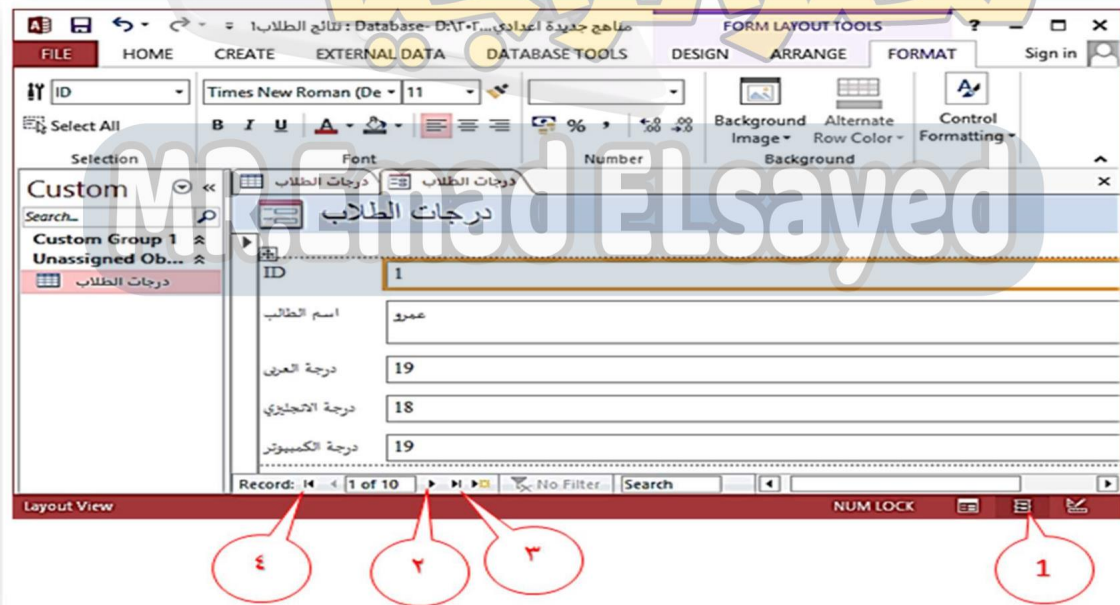 نتائج الطلاب1 : Database- D:\٢٠٢...مناهج جديدة اعدادي
FORM LAYOUT TOOLS
?
FILE HOME CREATE EXTERNAL DATA DATABASE TOOLS DESIGN ARRANGE FORMAT Sign in
ID
Times New Roman (De 11
Select All
B I U A % , .00 .0
Background Image
Alternate Row Color
Control Formatting
Selection Font Number Background
MR.Emad ELsayed
Custom
درجات الطلاب
درجات الطلاب
Search...
درجات الطلاب
Custom Group 1
Unassigned Ob...
درجات الطلاب
ID 1
اسم الطالب عمرو
درجة العربى 19
درجة الانجليزي 18
درجة الكمبيوتر 19
Record: 1 of 10 No Filter Search
Layout View NUM LOCK
٤ ٢ ٣ 1